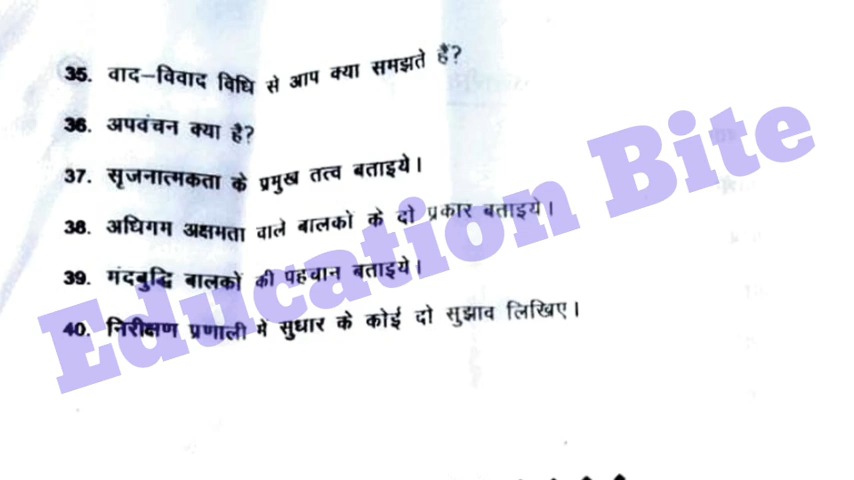 35. वाद–विवाद विधि से आप क्या समझते हैं?
36. अपवंचन क्या है?
37. सृजनात्मकता के प्रमुख तत्व बताइये।
38. अधिगम अक्षमता वाले बालकों के दो प्रकार बताइये।
39. मंदबुद्धि बालकों की पहचान बताइये।
40. निरीक्षण प्रणाली में सुधार के कोई दो सुझाव लिखिए।
Education Bite